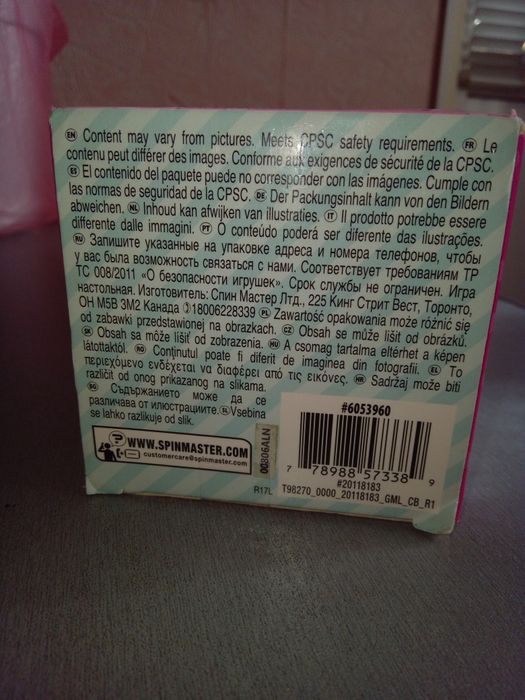 EN Content may vary from pictures. Meets CPSC safety requirements. FR Le
contenu peut différer des images. Conforme aux exigences de sécurité de la CPSC.
ES El contenido del paquete puede no corresponder con las imágenes. Cumple con
las normas de seguridad de la CPSC. DE Der Packungsinhalt kann von den Bildern
abweichen. NL Inhoud kan afwijken van illustraties. IT Il prodotto potrebbe essere
differente dalle immagini. PT O conteúdo poderá ser diferente das ilustrações.
RU Запишите указанные на упаковке адреса и номера телефонов, чтобы
у вас была возможность связаться с нами. Соответствует требованиям ТР
ТС 008/2011 «О безопасности игрушек». Срок службы не ограничен. Игра
настольная. Изготовитель: Спин Мастер Лтд., 225 Кинг Стрит Вест, Торонто,
ОН М5В 3М2 Канада 18006228339 PL Zawartość opakowania może różnić się
od zabawki przedstawionej na obrazkach. CZ Obsah se může lišit od obrázků.
SK Obsah sa môže líšiť od zobrazenia. HU A csomag tartalma eltérhet a képen
látottaktól. RO Conţinutul poate fi diferit de imaginea din fotografii. EL Το
περιεχόμενο ενδέχεται να διαφέρει από τις εικόνες. HR Sadržaj može biti
različit od onog prikazanog na slikama.
BG Съдържанието може да се
различава от илюстрациите. SL Vsebina
se lahko razlikuje od slik.
WWW.SPINMASTER.COM
customercare@spinmaster.com
00806ALN
R17L
#6053960
7 78988 57338 9
#20118183
T98270_0000_20118183_GML_CB_R1